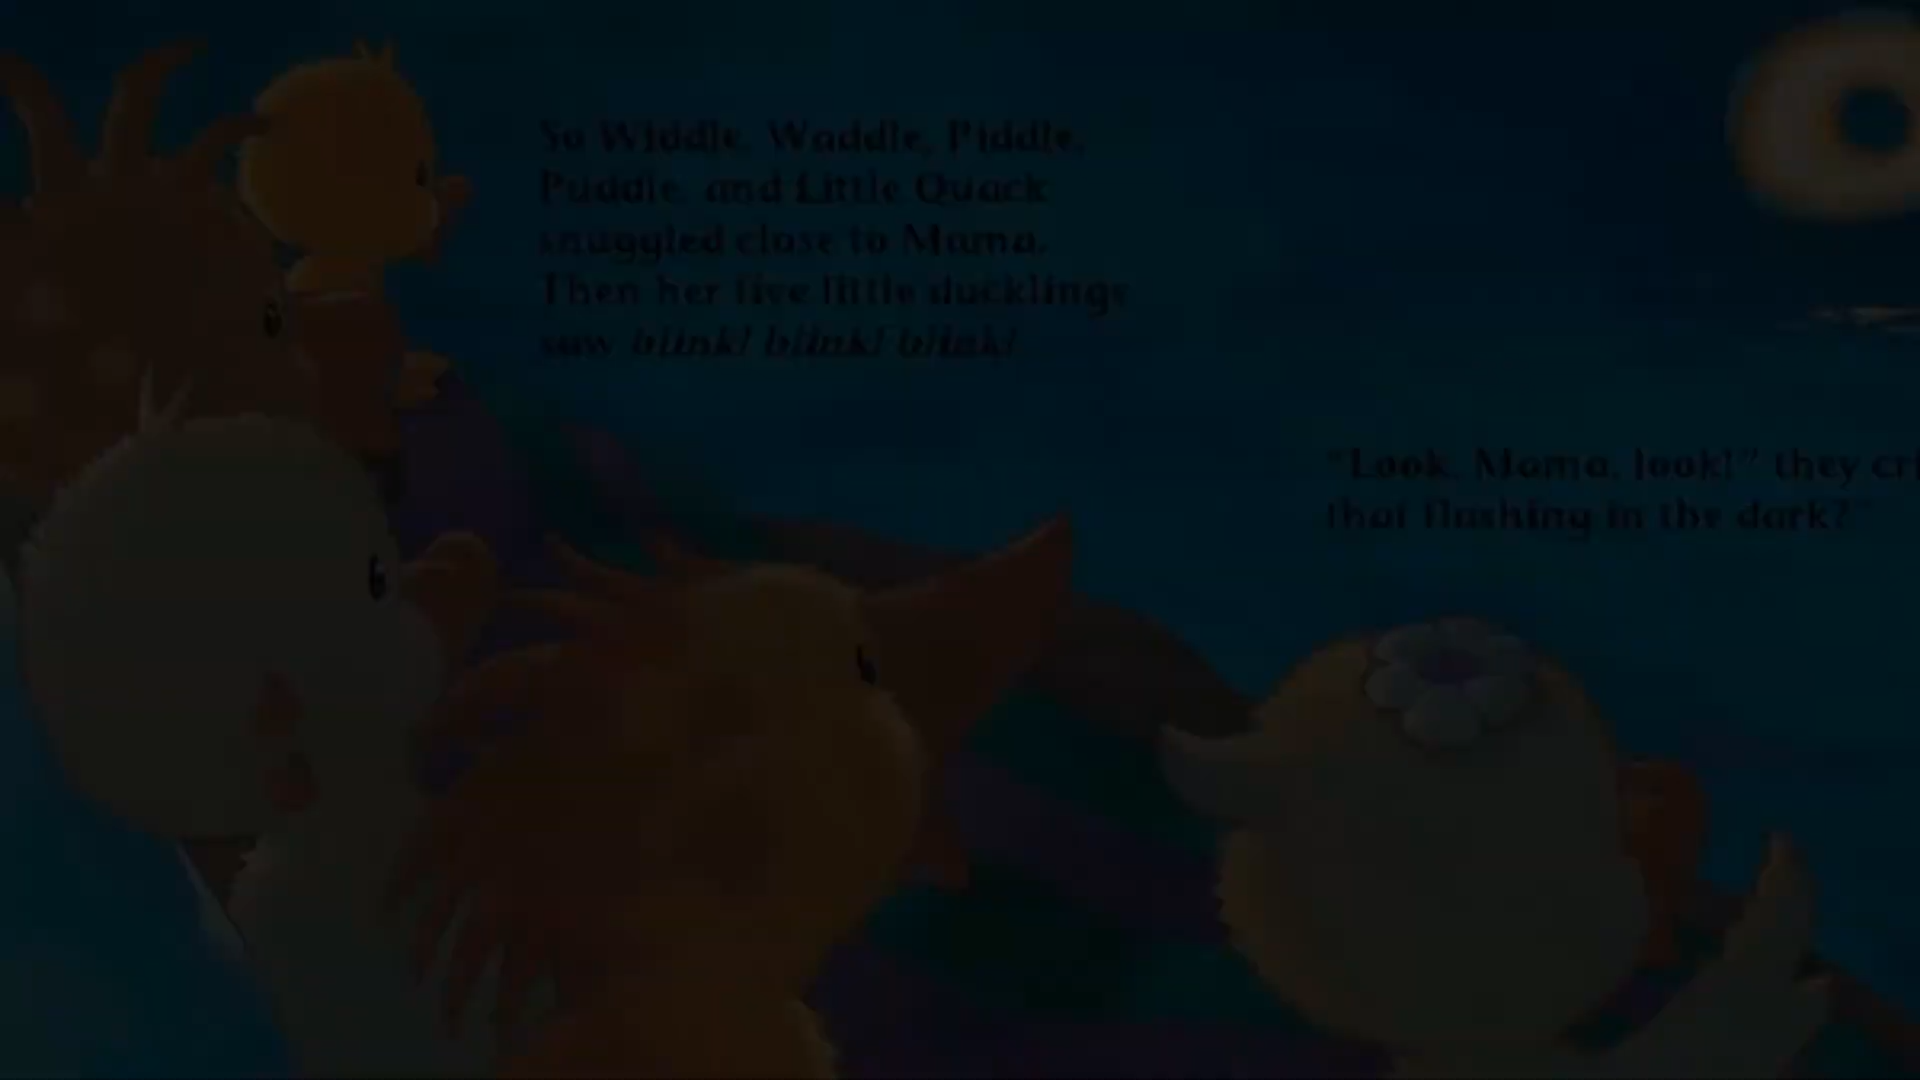 So Widdle, Waddle, Piddle,
Puddle, and Little Quack
snuggled close to Mama.
Then her five little ducklings
saw blink! blink! blink!
"Look, Mama, look!" they
that flashing in the dark?"